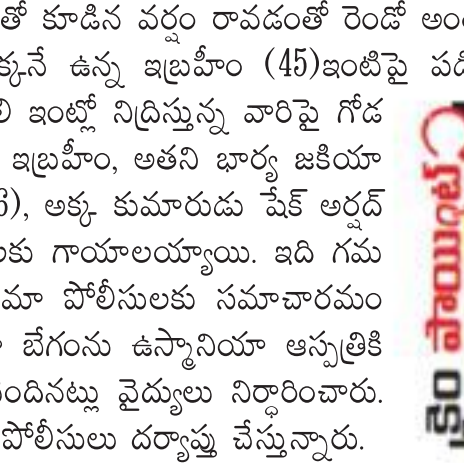 తో కూడిన వర్షం రావడంతో రెండో
క్కనే ఉన్న ఇబ్రహీం (45)ఇంటిపై
ఇంట్లో నిద్రిస్తున్న వారిపై గోడ
ఇబ్రహీం, అతని భార్య జకియా
అక్క కుమారుడు షేక్ అర్షద్
లకు గాయాలయ్యాయి. ఇది గమ
మా పోలీసులకు సమాచారమం
బేగంను ఉస్మానియా ఆస్పత్రికి
ందినట్లు వైద్యులు నిర్ధారించారు.
పోలీసులు దర్యాప్తు చేస్తున్నారు.